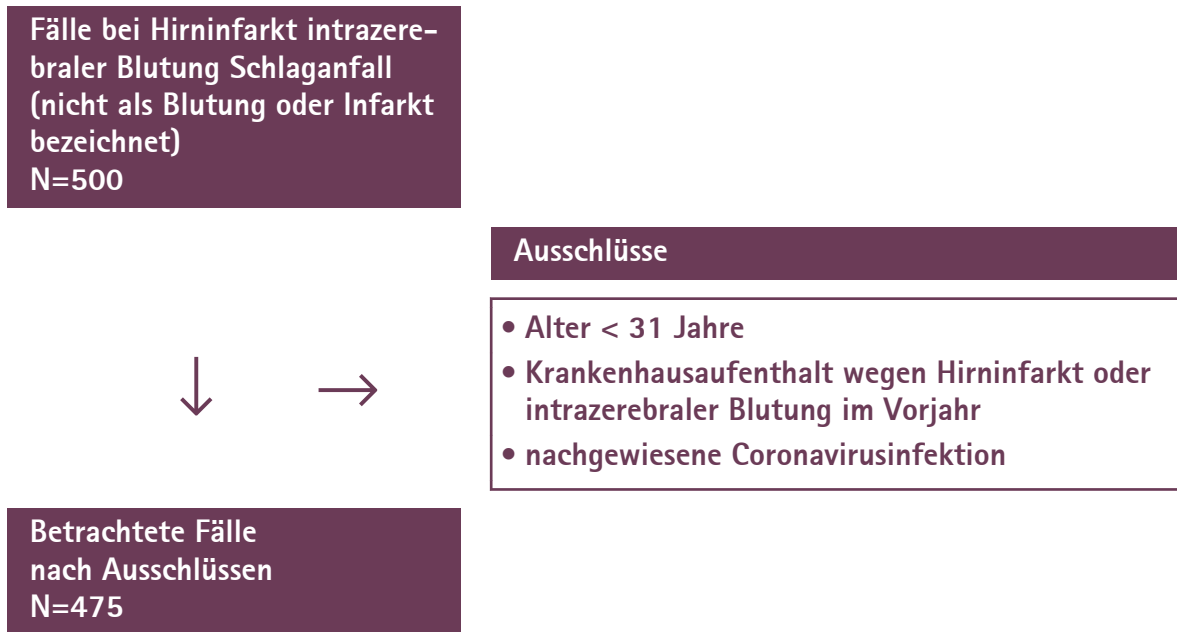 Fälle bei Hirninfarkt intrazere-
braler Blutung Schlaganfall
(nicht als Blutung oder Infarkt
bezeichnet)
N=500
Ausschlüsse
• Alter < 31 Jahre
• Krankenhausaufenthalt wegen Hirninfarkt oder
intrazerebraler Blutung im Vorjahr
• nachgewiesene Coronavirusinfektion
Betrachtete Fälle
nach Ausschlüssen
N=475